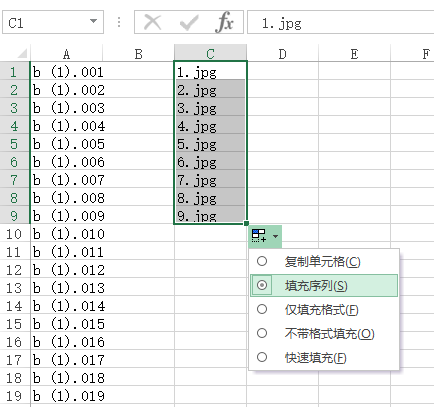 C1 fx 1.jpg
A B C D E F
1 b (1).001 1.jpg
2 b (1).002 2.jpg
3 b (1).003 3.jpg
4 b (1).004 4.jpg
5 b (1).005 5.jpg
6 b (1).006 6.jpg
7 b (1).007 7.jpg
8 b (1).008 8.jpg
9 b (1).009 9.jpg
10 b (1).010
11 b (1).011
12 b (1).012
13 b (1).013
14 b (1).014
15 b (1).015
16 b (1).016
17 b (1).017
18 b (1).018
19 b (1).019
复制单元格(C)
填充序列(S)
仅填充格式(F)
不带格式填充(O)
快速填充(F)